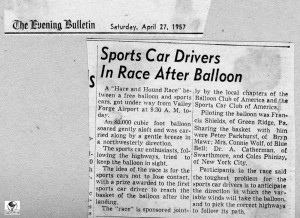 The Evening Bulletin
Saturday, April 27, 1957
Sports Car Drivers
In Race After Balloon
S
A "Hare and Hound Race" be-
tween a free balloon and sports
cars, got under way from Valley
Forge Airport at 9.30 A. M. to-
day.
An 80,000 cubic foot balloon
soared gently aloft and was car-
ried along by a gentle breeze in
a northwesterly direction.
The sports car enthusiasts, fol-
lowing the highways, tried to
keep the balloon in sight.
The idea of the race is for the
sports cars not to lose contact,
with a prize awarded to the first
sports car driver to reach the
basket of the balloon after the
landing.
The "race" is sponsored joint-
ly by the local chapters of the
Balloon Club of America and the
Sports Car Club of America.
Piloting the balloon was Fran-
cis Shields, of Green Ridge, Pa.
Sharing the basket with him
were Peter Parkhurst, of Bryn
Mawr; Mrs. Connie Wolf, of Blue
Bell; Dr. A. Catherman, of
Swarthmore, and Coles Phinizy,
of New York City.
Participants in the race said
the toughest problem for the
sports car drivers is to anticipate
the direction in which the var-
iable winds will take the balloon,
and to pick the correct highways
to follow its path.